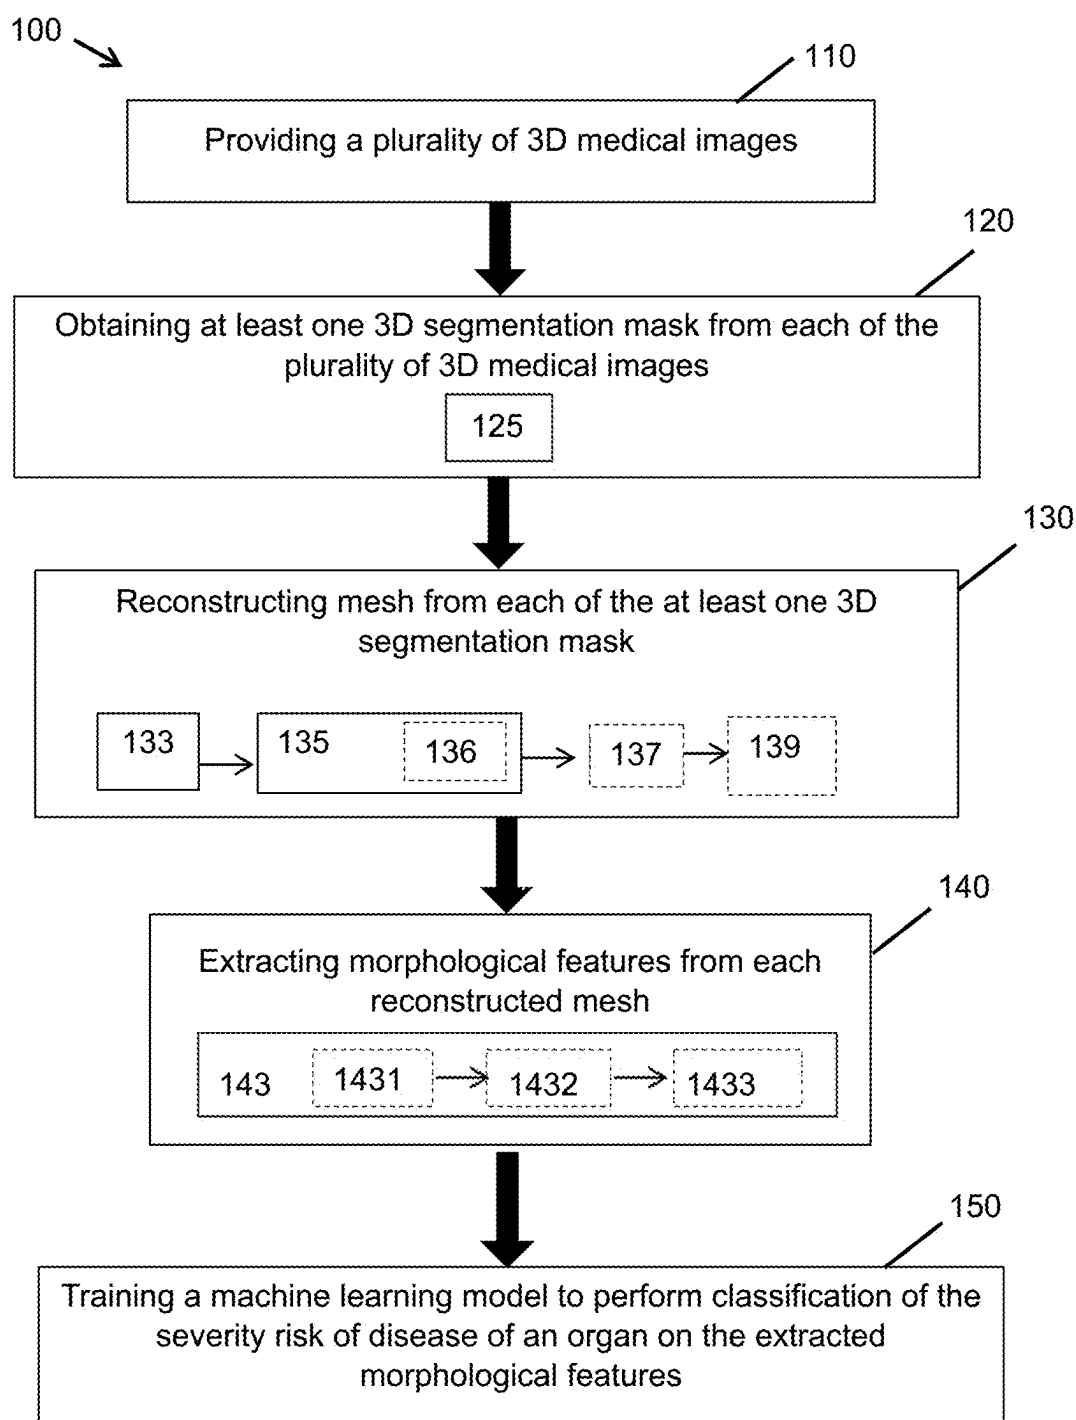 100
110
Providing a plurality of 3D medical images
120
Obtaining at least one 3D segmentation mask from each of the
plurality of 3D medical images
125
130
Reconstructing mesh from each of the at least one 3D
segmentation mask
133
135
136
137
139
140
Extracting morphological features from each
reconstructed mesh
143
1431
1432
1433
150
Training a machine learning model to perform classification of the
severity risk of disease of an organ on the extracted
morphological features